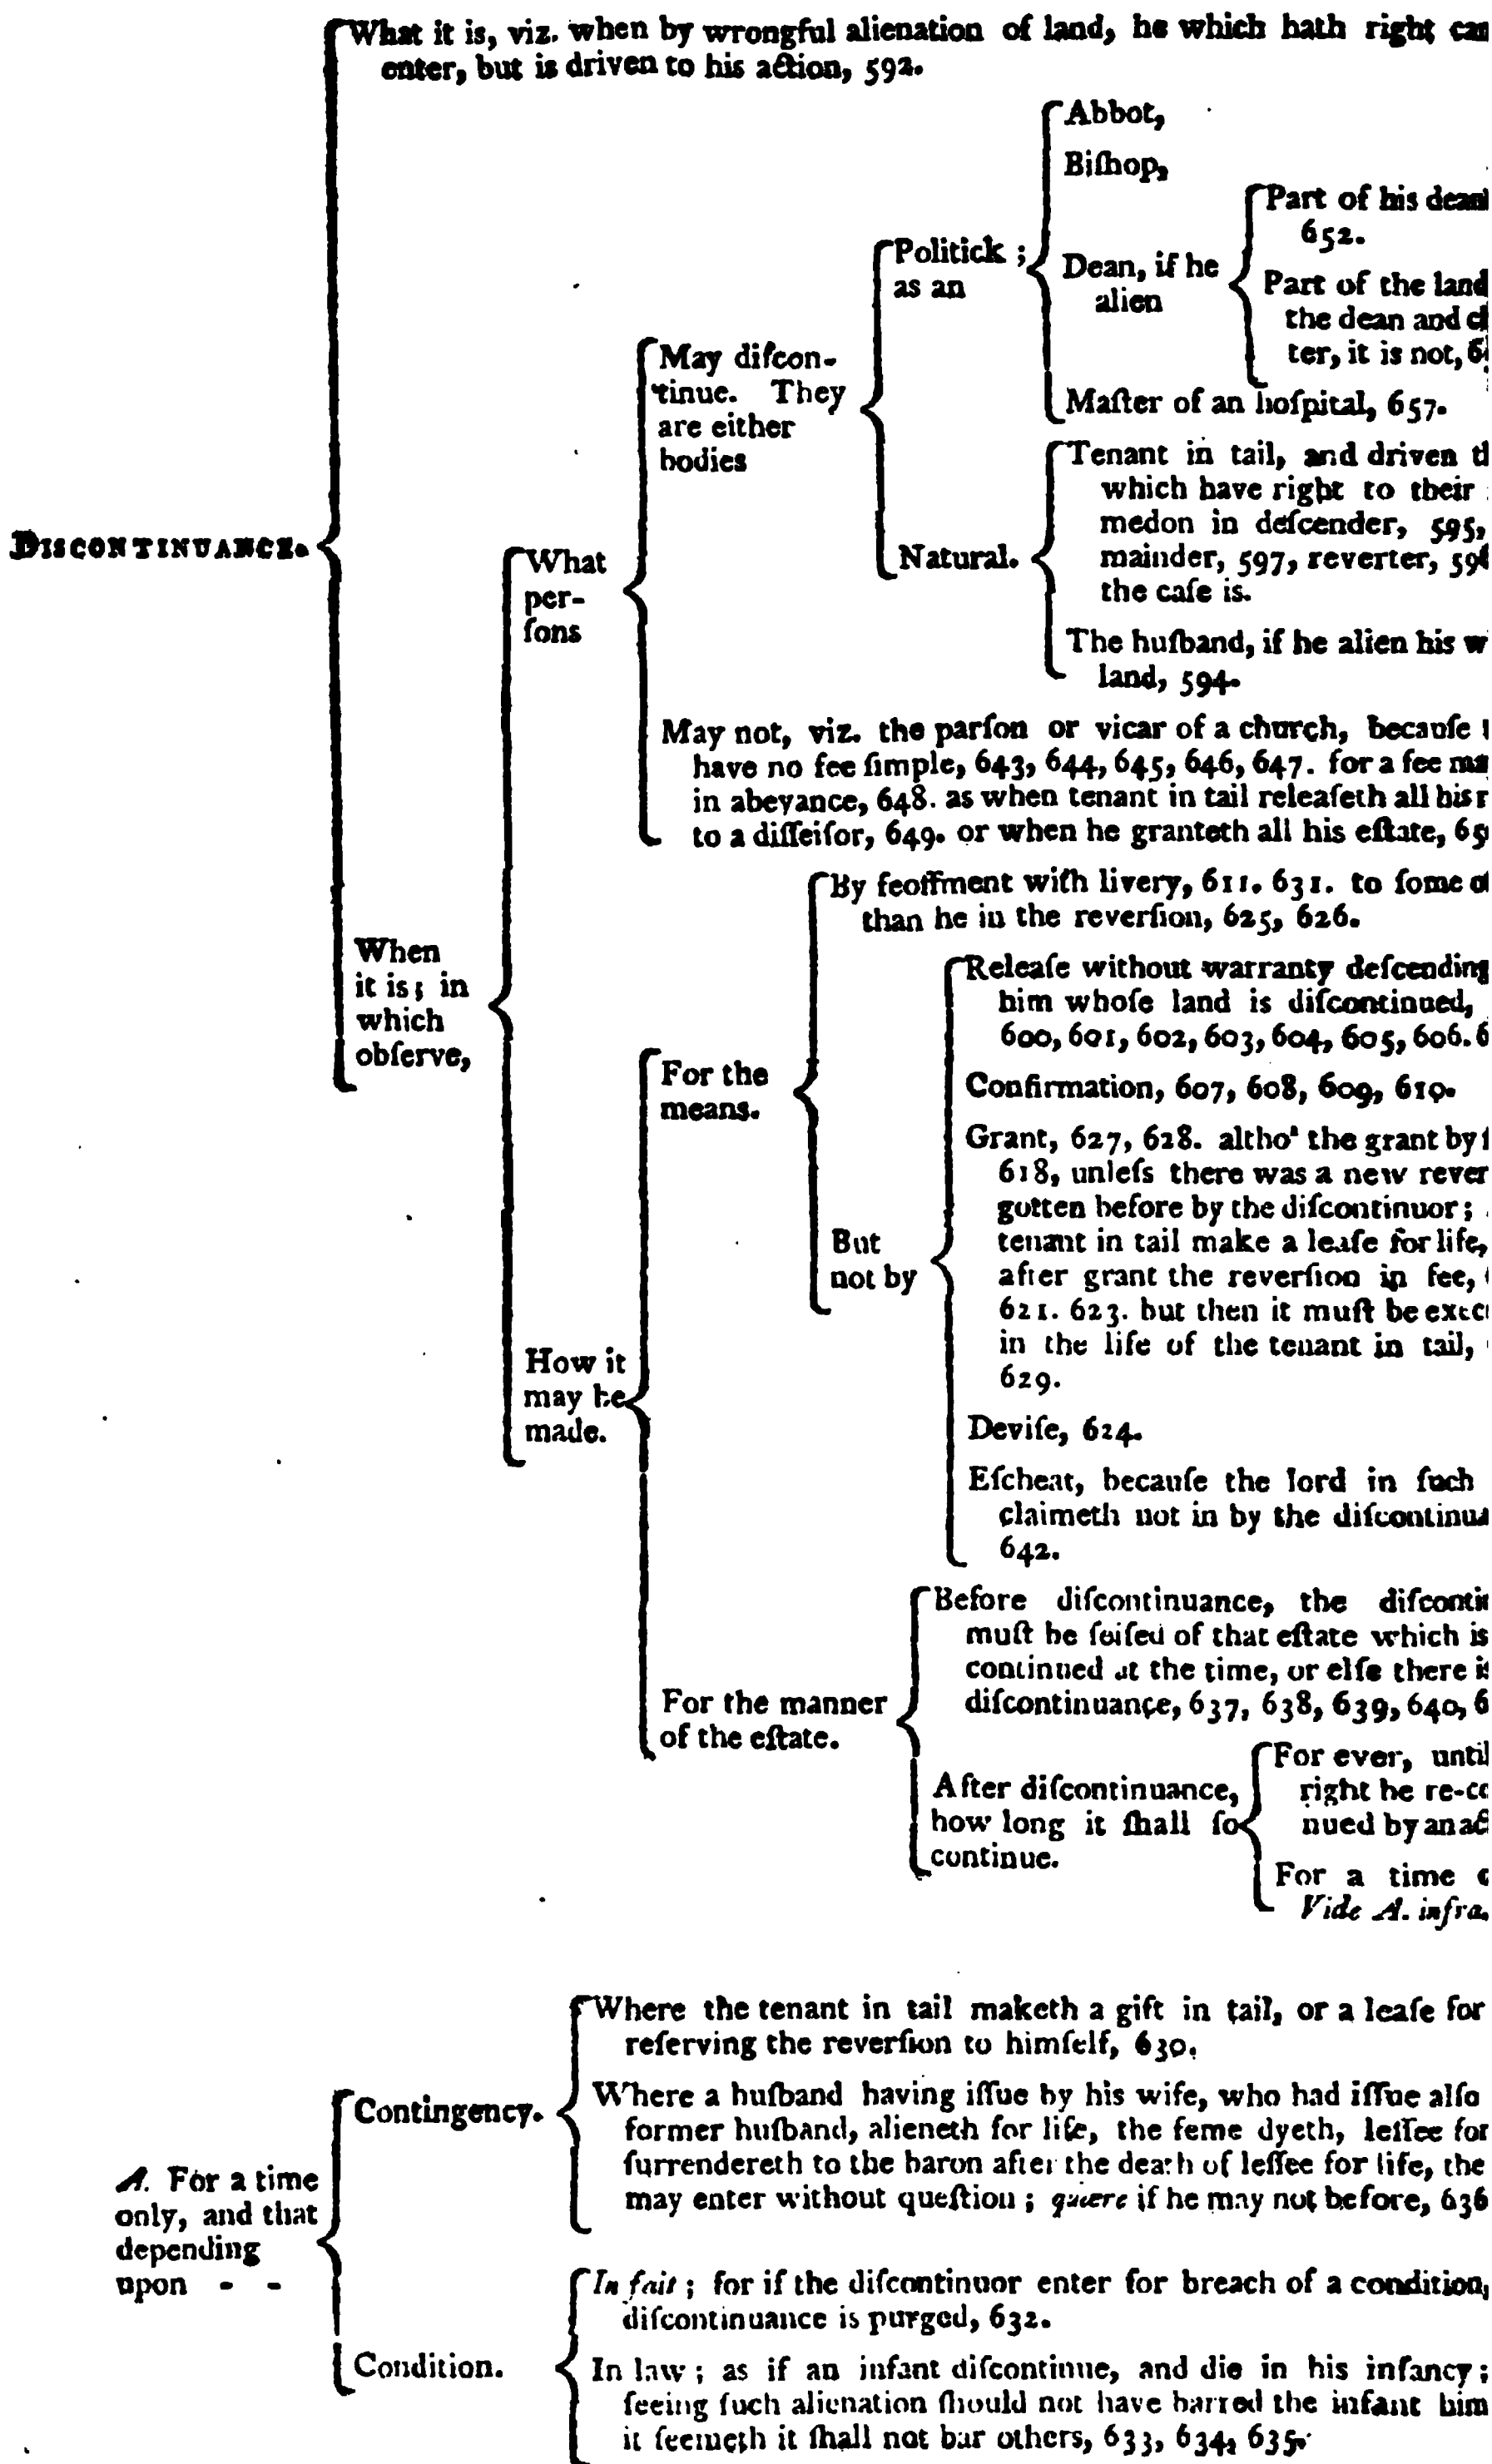 What it is, viz. when by wrongful alienation of land, he which hath right
enter, but is driven to his action, 592.
Abbot,
Biſhop,
Part of his
652.
Politick ;
as an
Dean, if he
alien
Part of the land
the dean and
ter, it is not,
May diſcon-
tinue. They
are either
bodies
Maſter of an hoſpital, 657.
Tenant in tail, and driven
which have right to their
medon in deſcender, 595,
mainder, 597, reverter,
the caſe is.
Natural.
DISCONTINUANCE.
What
per-
ſons
The huſband, if he alien his
land, 594.
May not, viz. the parſon or vicar of a church, becauſe
have no fee ſimple, 643, 644, 645, 646, 647. for a fee
in abeyance, 648. as when tenant in tail releaſeth all his
to a diſſeiſor, 649. or when he granteth all his eſtate,
By feoffment with livery, 611. 631. to ſome
than he in the reverſion, 625, 626.
When
it is; in
which
obſerve,
Releaſe without warranty deſcending
him whoſe land is diſcontinued,
600, 601, 602, 603, 604, 605, 606.
For the
means.
Confirmation, 607, 608, 609, 610.
Grant, 627, 628. altho' the grant by
618, unleſs there was a new
gotten before by the diſcontinuor;
tenant in tail make a leaſe for life,
after grant the reverſion in fee,
621. 623. but then it muſt be
in the life of the tenant in tail,
629.
But
not by
How it
may be
made.
Deviſe, 624.
Eſcheat, becauſe the lord in ſuch
claimeth not in by the
642.
Before diſcontinuance, the
muſt be ſeiſed of that eſtate which is
continued at the time, or elſe there is
diſcontinuance, 637, 638, 639, 640,
For the manner
of the eſtate.
For ever, until
right be
nued by an
After diſcontinuance,
how long it ſhall ſo
continue.
For a time
Vide A. infra.
Where the tenant in tail maketh a gift in tail, or a leaſe for
reſerving the reverſion to himſelf, 630.
Contingency.
Where a huſband having iſſue by his wife, who had iſſue alſo
former huſband, alieneth for life, the feme dyeth, leſſee for
ſurrendereth to the baron after the death of leſſee for life, the
may enter without queſtion ; quære if he may not before, 636
A. For a time
only, and that
depending
upon - -
In fait ; for if the diſcontinuor enter for breach of a condition,
diſcontinuance is purged, 632.
Condition.
In law ; as if an infant diſcontinue, and die in his infancy;
ſeeing ſuch alienation ſhould not have barred the infant
it ſeemeth it ſhall not bar others, 633, 634, 635.